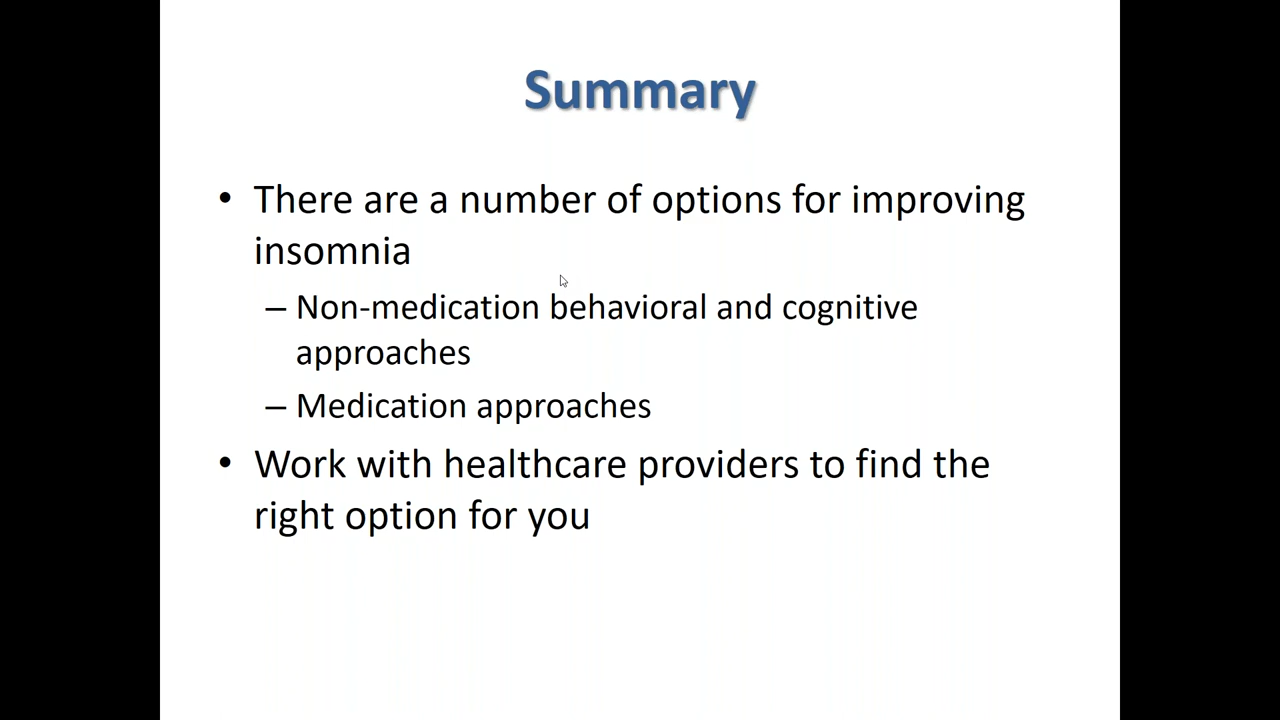 Summary
• There are a number of options for improving
insomnia
– Non-medication behavioral and cognitive
approaches
– Medication approaches
• Work with healthcare providers to find the
right option for you